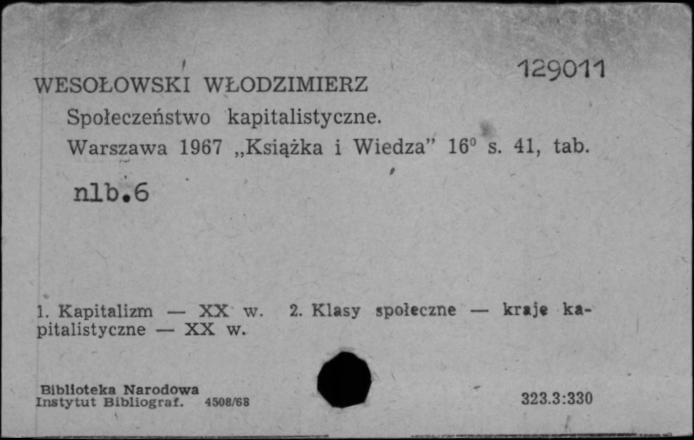 129011
WESOŁOWSKI WŁODZIMIERZ
Społeczeństwo kapitalistyczne.
Warszawa 1967 „Książka i Wiedza” 16⁰ s. 41, tab.
nlb.6
1. Kapitalizm — XX w. 2. Klasy społeczne — kraje ka-
pitalistyczne — XX w.
Biblioteka Narodowa
Instytut Bibliograf. 4508/68
323.3:330